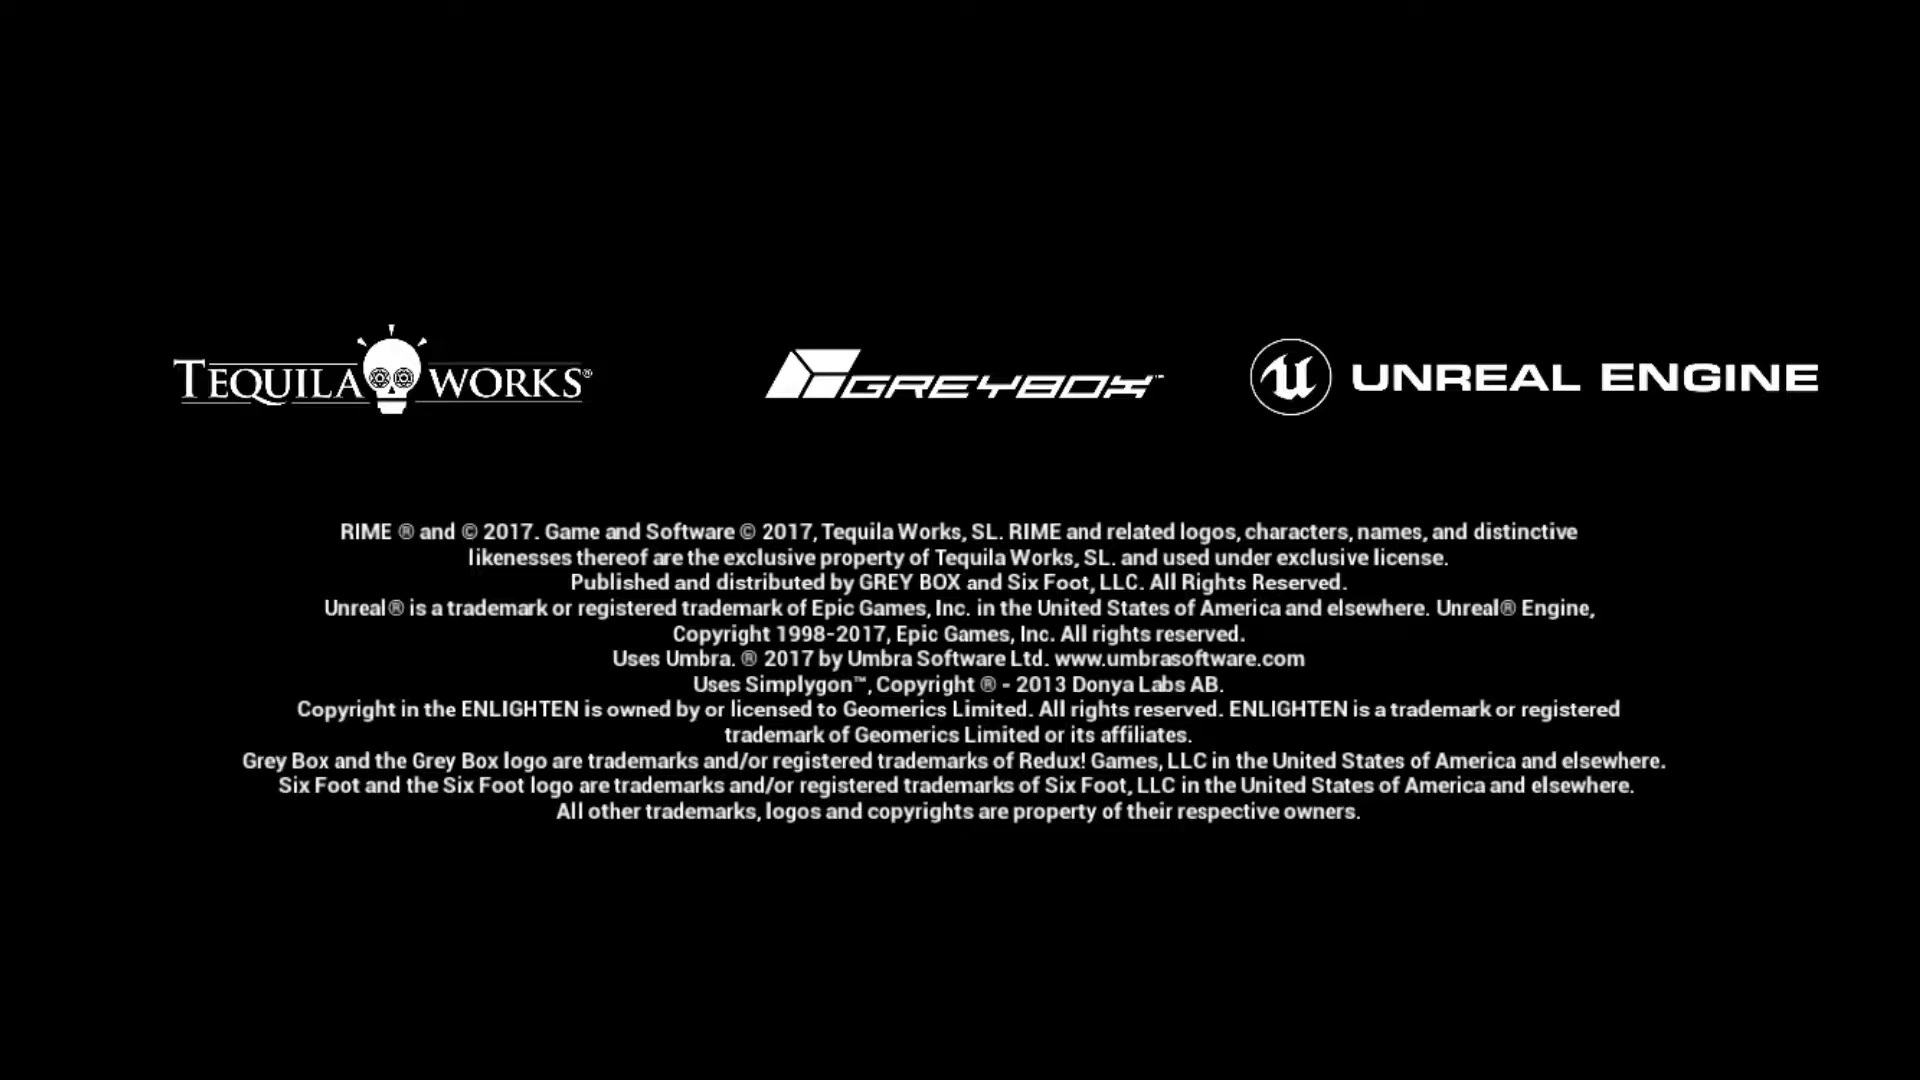 TEQUILA WORKS®
GREYBOX™
UNREAL ENGINE
RIME ® and © 2017. Game and Software © 2017, Tequila Works, SL. RIME and related logos, characters, names, and distinctive
likenesses thereof are the exclusive property of Tequila Works, SL. and used under exclusive license.
Published and distributed by GREY BOX and Six Foot, LLC. All Rights Reserved.
Unreal® is a trademark or registered trademark of Epic Games, Inc. in the United States of America and elsewhere. Unreal® Engine,
Copyright 1998-2017, Epic Games, Inc. All rights reserved.
Uses Umbra. ® 2017 by Umbra Software Ltd. www.umbrasoftware.com
Uses Simplygon™, Copyright ® - 2013 Donya Labs AB.
Copyright in the ENLIGHTEN is owned by or licensed to Geomerics Limited. All rights reserved. ENLIGHTEN is a trademark or registered
trademark of Geomerics Limited or its affiliates.
Grey Box and the Grey Box logo are trademarks and/or registered trademarks of Redux! Games, LLC in the United States of America and elsewhere.
Six Foot and the Six Foot logo are trademarks and/or registered trademarks of Six Foot, LLC in the United States of America and elsewhere.
All other trademarks, logos and copyrights are property of their respective owners.